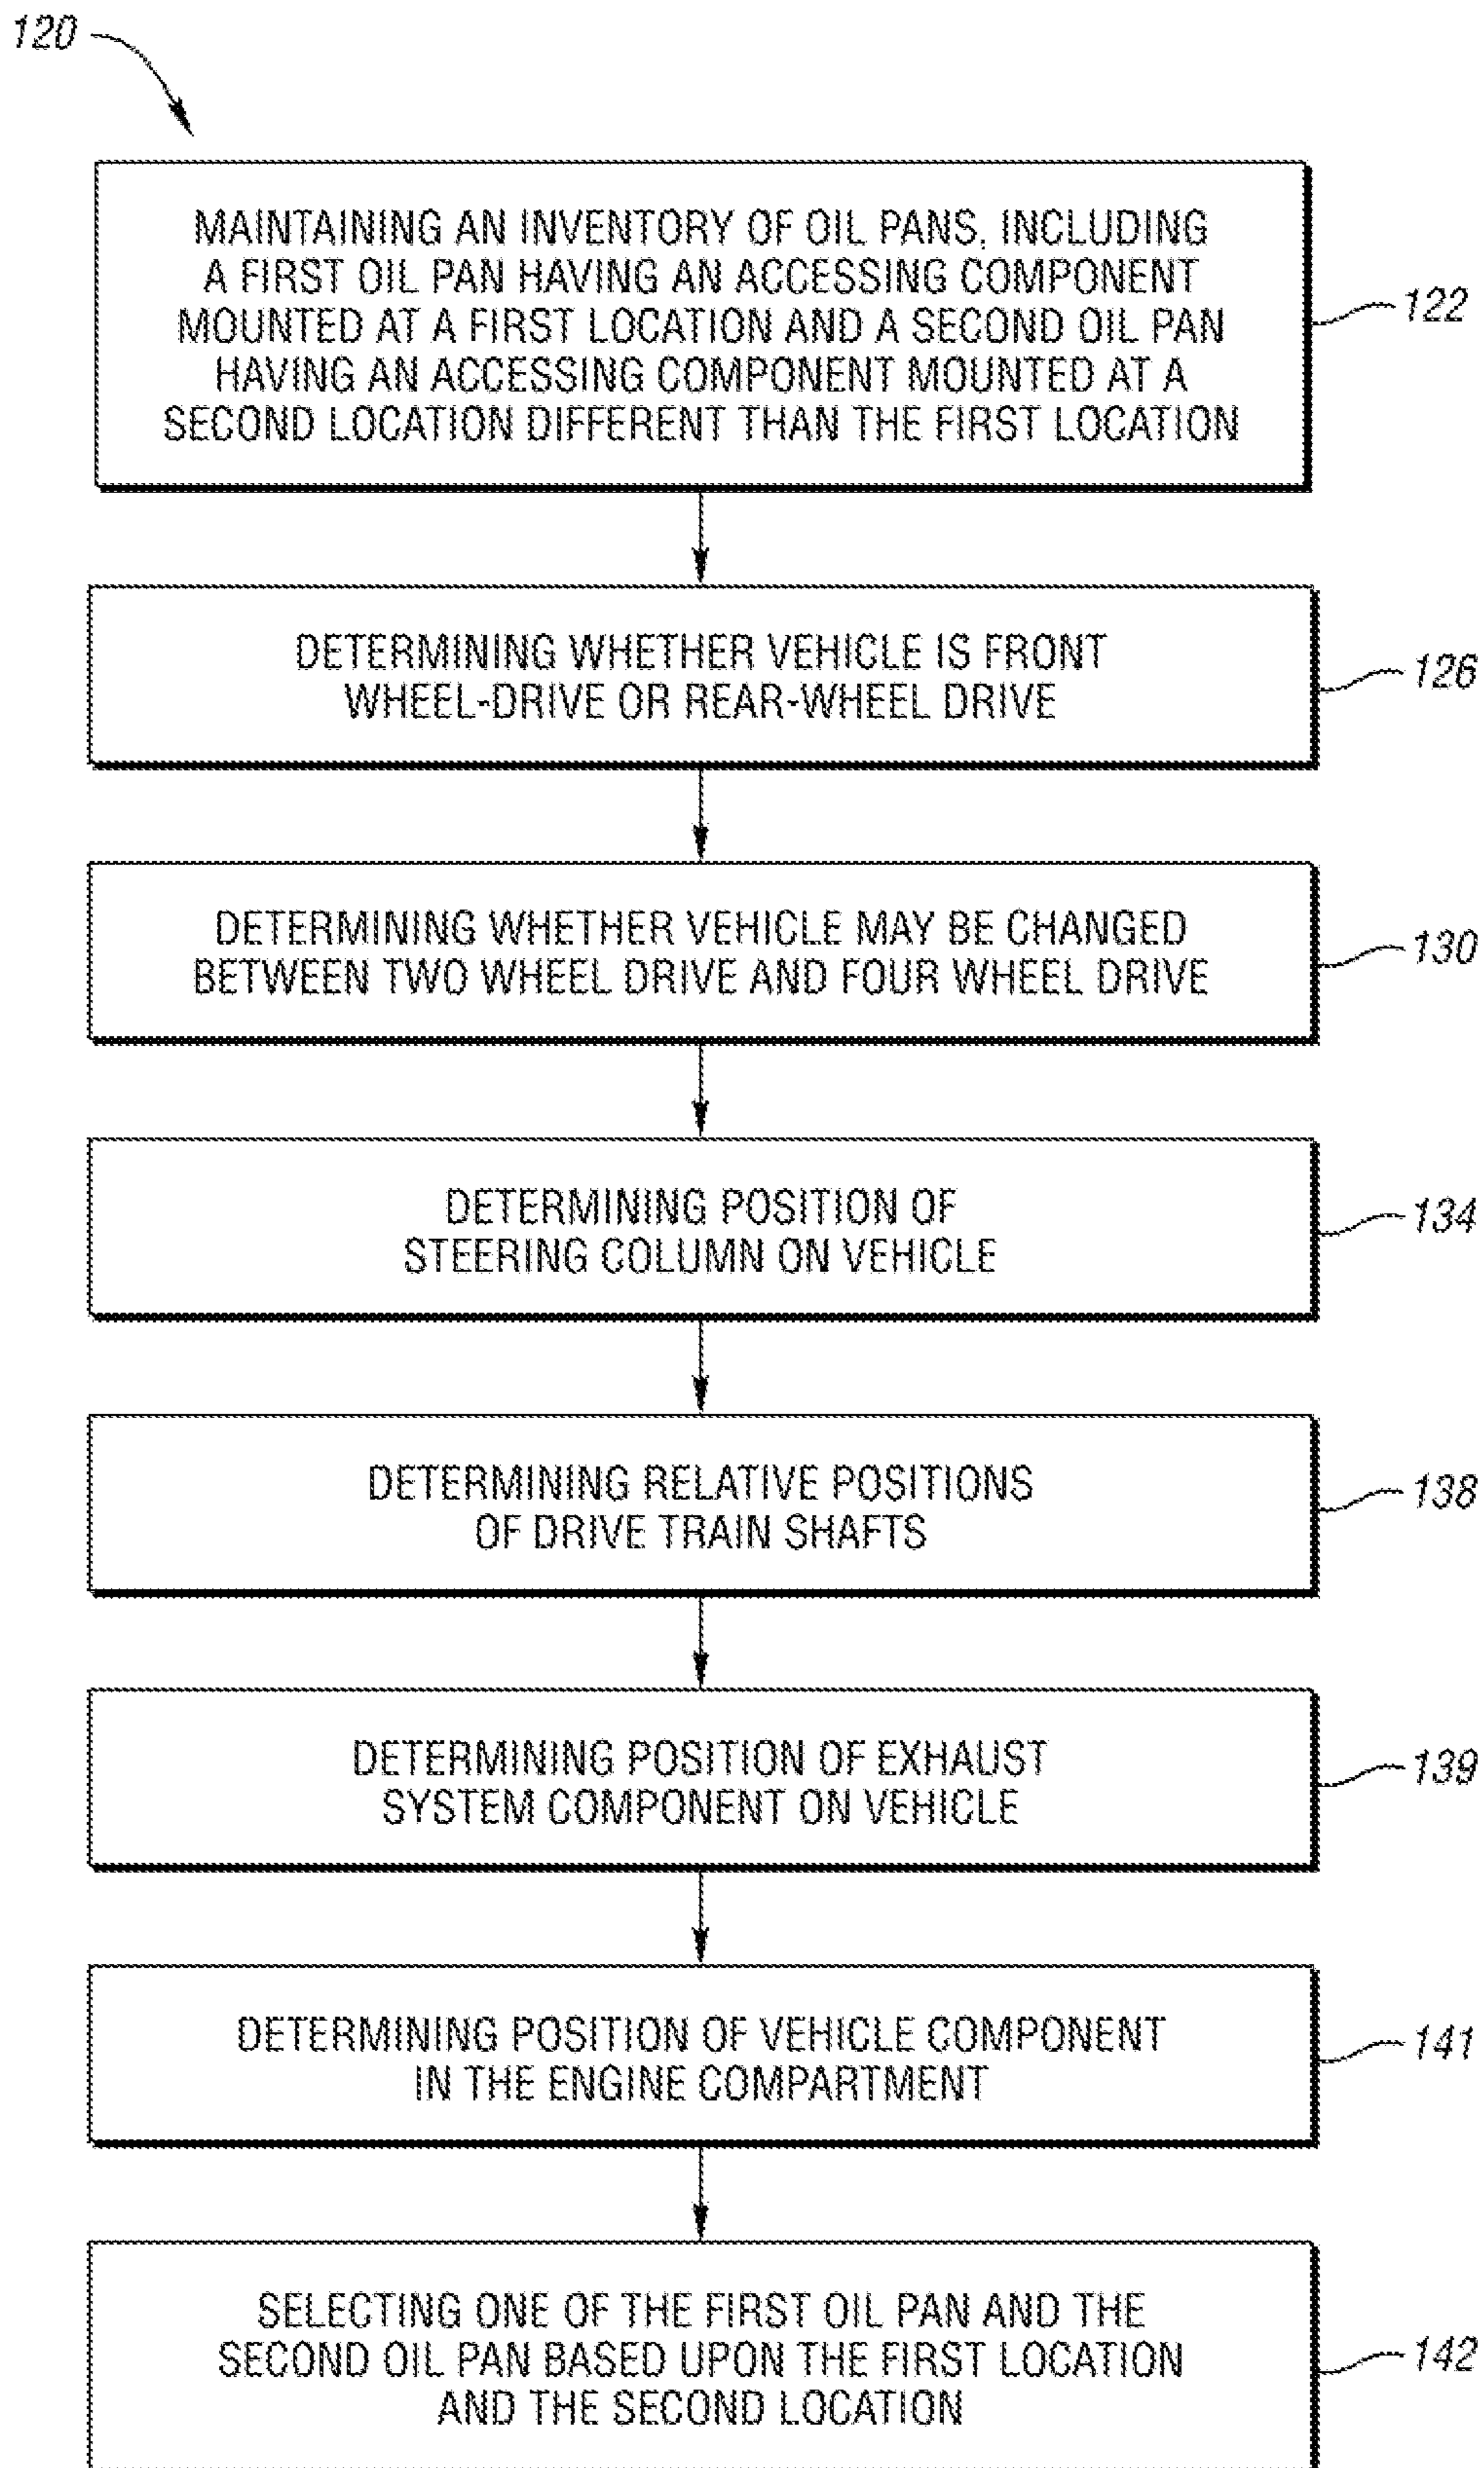 120
MAINTAINING AN INVENTORY OF OIL PANS, INCLUDING
A FIRST OIL PAN HAVING AN ACCESSING COMPONENT
MOUNTED AT A FIRST LOCATION AND A SECOND OIL PAN
HAVING AN ACCESSING COMPONENT MOUNTED AT A
SECOND LOCATION DIFFERENT THAN THE FIRST LOCATION
122
DETERMINING WHETHER VEHICLE IS FRONT
WHEEL-DRIVE OR REAR-WHEEL DRIVE
126
DETERMINING WHETHER VEHICLE MAY BE CHANGED
BETWEEN TWO WHEEL DRIVE AND FOUR WHEEL DRIVE
130
DETERMINING POSITION OF
STEERING COLUMN ON VEHICLE
134
DETERMINING RELATIVE POSITIONS
OF DRIVE TRAIN SHAFTS
138
DETERMINING POSITION OF EXHAUST
SYSTEM COMPONENT ON VEHICLE
139
DETERMINING POSITION OF VEHICLE COMPONENT
IN THE ENGINE COMPARTMENT
141
SELECTING ONE OF THE FIRST OIL PAN AND THE
SECOND OIL PAN BASED UPON THE FIRST LOCATION
AND THE SECOND LOCATION
142